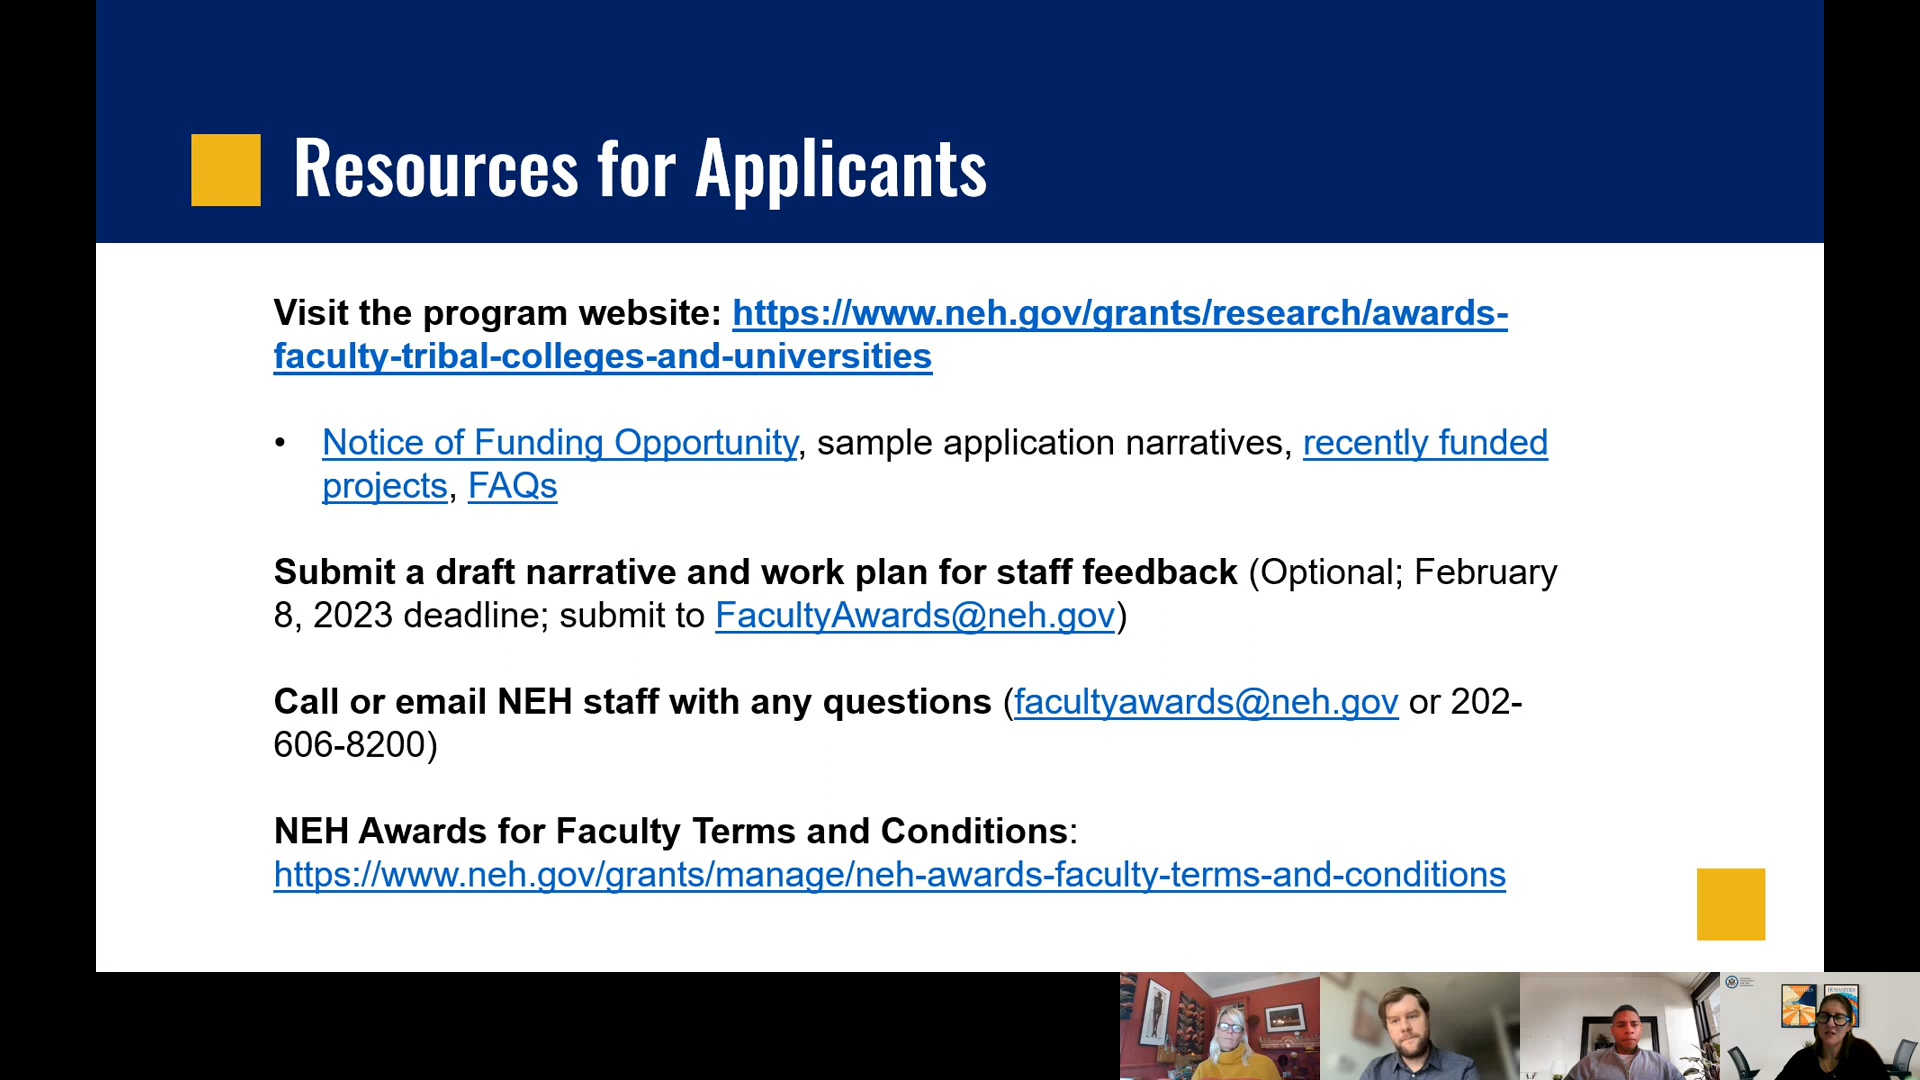 Resources for Applicants
Visit the program website: https://www.neh.gov/grants/research/awards-
faculty-tribal-colleges-and-universities
• Notice of Funding Opportunity, sample application narratives, recently funded
projects, FAQs
Submit a draft narrative and work plan for staff feedback (Optional; February
8, 2023 deadline; submit to FacultyAwards@neh.gov)
Call or email NEH staff with any questions (facultyawards@neh.gov or 202-
606-8200)
NEH Awards for Faculty Terms and Conditions:
https://www.neh.gov/grants/manage/neh-awards-faculty-terms-and-conditions